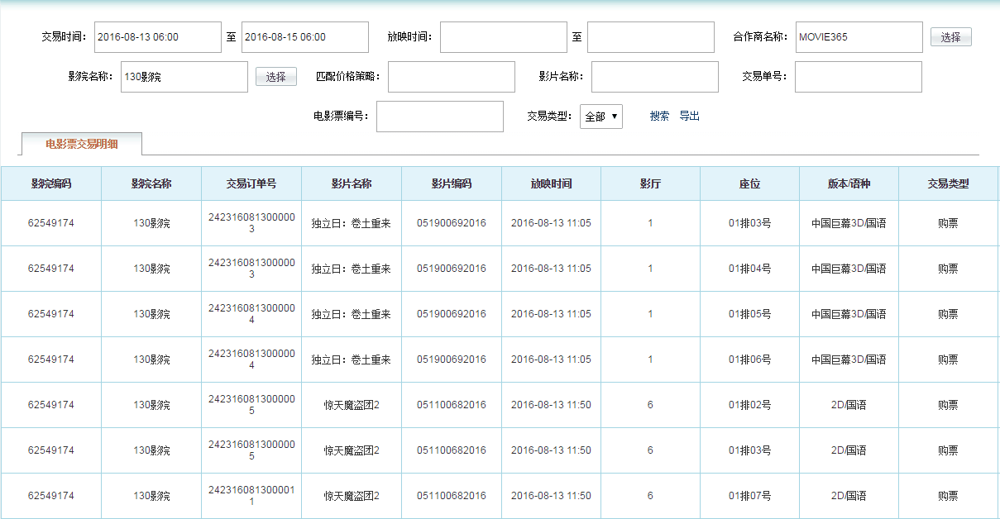 交易时间： 2016-08-13 06:00 至 2016-08-15 06:00 放映时间： 至 合作商名称： MOVIE365 选择
影院名称： 130影院 选择 匹配价格策略： 影片名称： 交易单号：
电影票编号： 交易类型： 全部 ▼ 搜索 导出
电影票交易明细
影院编码 影院名称 交易订单号 影片名称 影片编码 放映时间 影厅 座位 版本/语种 交易类型
62549174 130影院 242316081300000 独立日：卷土重来 051900692016 2016-08-13 11:05 1 01排03号 中国巨幕3D/国语 购票
3
62549174 130影院 242316081300000 独立日：卷土重来 051900692016 2016-08-13 11:05 1 01排04号 中国巨幕3D/国语 购票
3
62549174 130影院 242316081300000 独立日：卷土重来 051900692016 2016-08-13 11:05 1 01排05号 中国巨幕3D/国语 购票
4
62549174 130影院 242316081300000 独立日：卷土重来 051900692016 2016-08-13 11:05 1 01排06号 中国巨幕3D/国语 购票
4
62549174 130影院 242316081300000 惊天魔盗团2 051100682016 2016-08-13 11:50 6 01排02号 2D/国语 购票
5
62549174 130影院 242316081300000 惊天魔盗团2 051100682016 2016-08-13 11:50 6 01排03号 2D/国语 购票
5
62549174 130影院 242316081300001 惊天魔盗团2 051100682016 2016-08-13 11:50 6 01排07号 2D/国语 购票
1